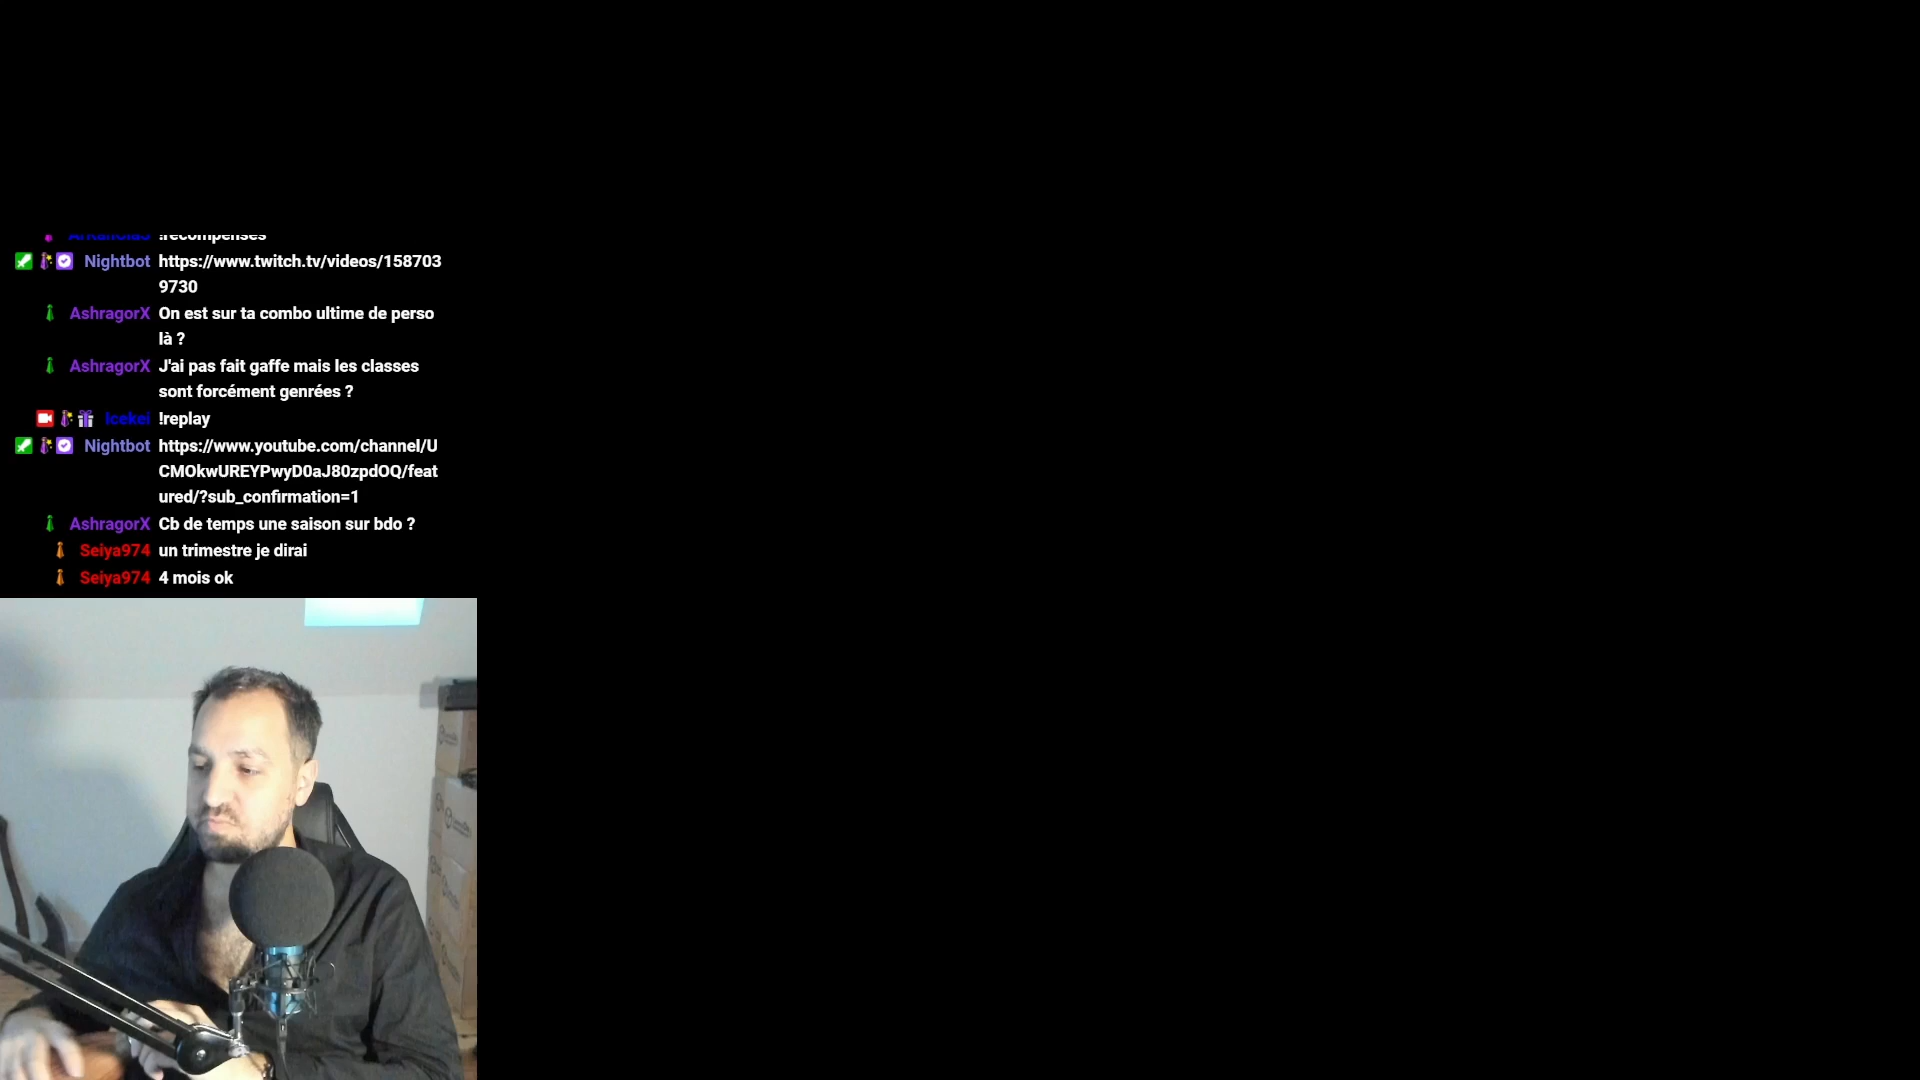 !recompenses
Nightbot https://www.twitch.tv/videos/158703
9730
AshragorX On est sur ta combo ultime de perso
là ?
AshragorX J'ai pas fait gaffe mais les classes
sont forcément genrées ?
Icekei !replay
Nightbot https://www.youtube.com/channel/U
CMOkwUREYPwyD0aJ80zpdOQ/feat
ured/?sub_confirmation=1
AshragorX Cb de temps une saison sur bdo ?
Seiya974 un trimestre je dirai
Seiya974 4 mois ok